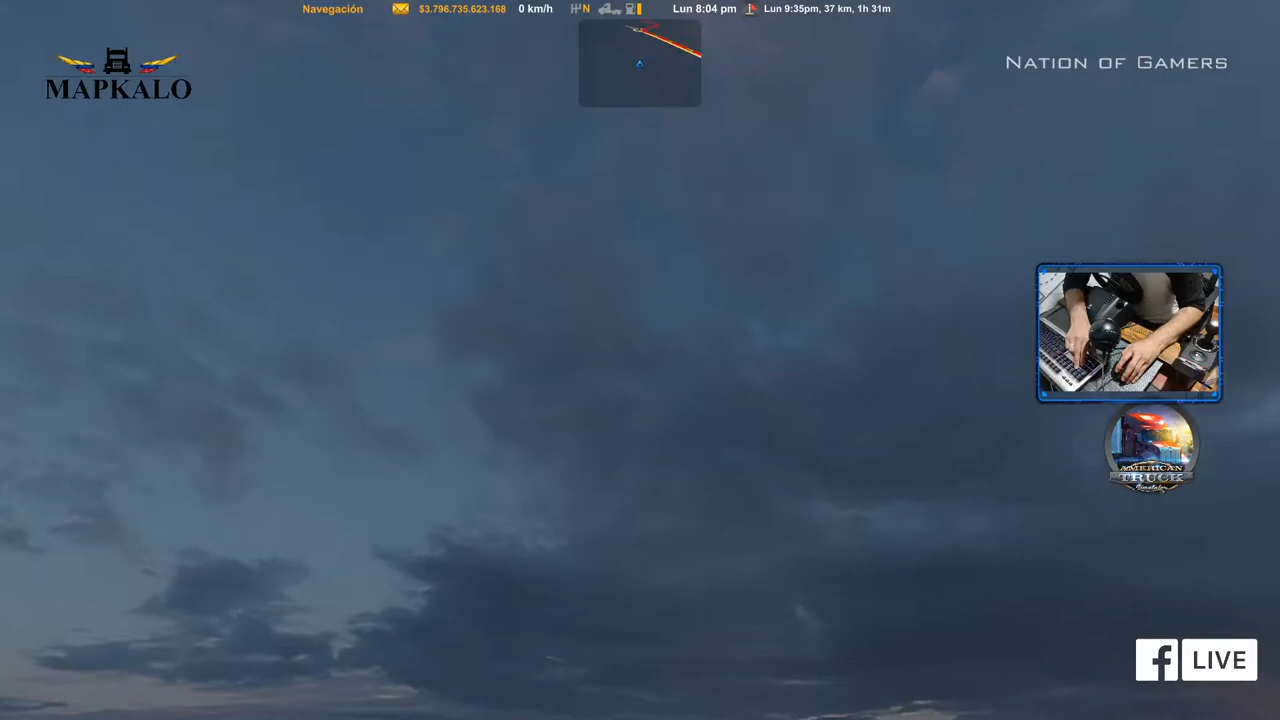 Navegación $3.796.735.623.168 0 km/h N Lun 8:04 pm Lun 9:35pm, 37 km, 1h 31m
MAPKALO
NATION OF GAMERS
AMERICAN
TRUCK
Simulator
f LIVE